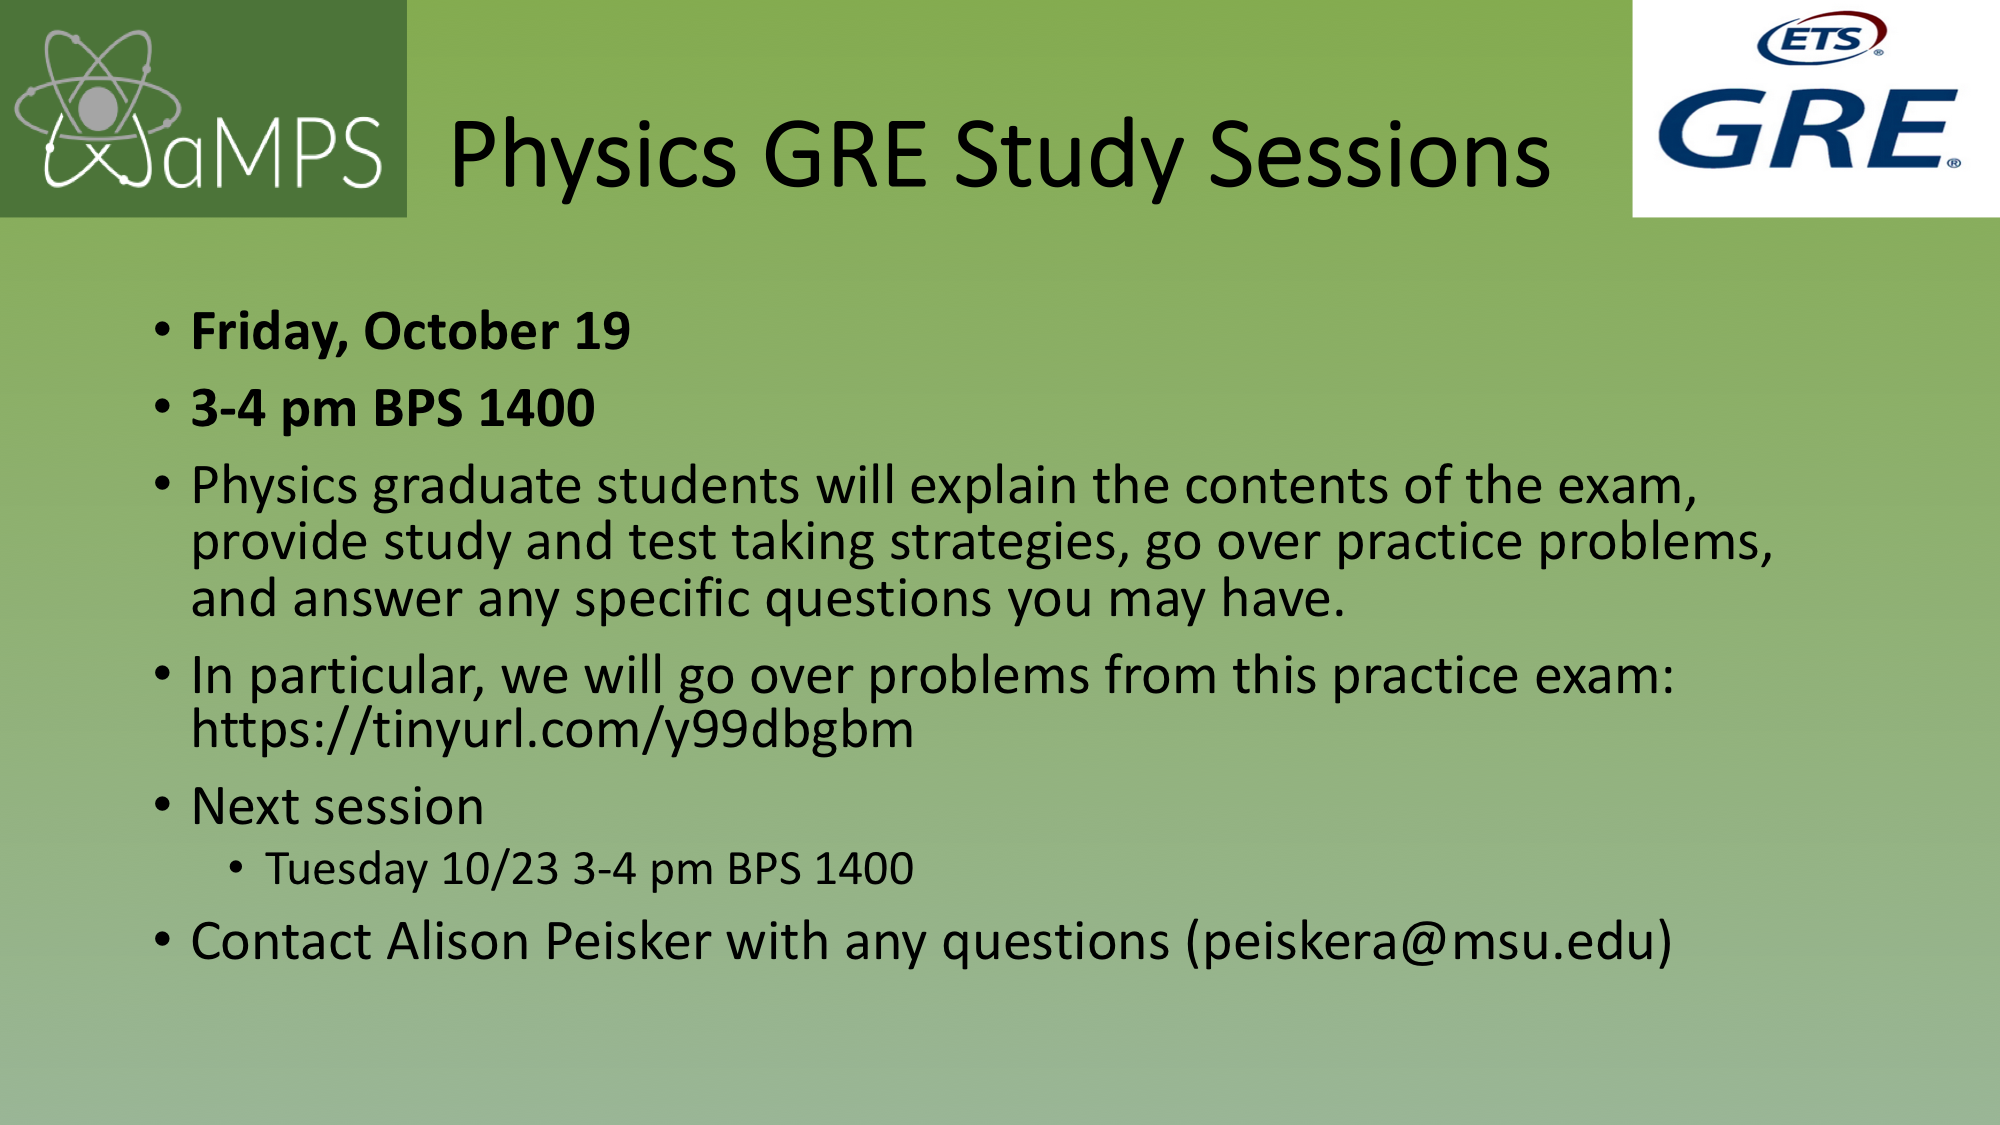 WaMPS
Physics GRE Study Sessions
ETS®
GRE®
• Friday, October 19
• 3-4 pm BPS 1400
• Physics graduate students will explain the contents of the exam,
provide study and test taking strategies, go over practice problems,
and answer any specific questions you may have.
• In particular, we will go over problems from this practice exam:
https://tinyurl.com/y99dbgbm
• Next session
• Tuesday 10/23 3-4 pm BPS 1400
• Contact Alison Peisker with any questions (peiskera@msu.edu)